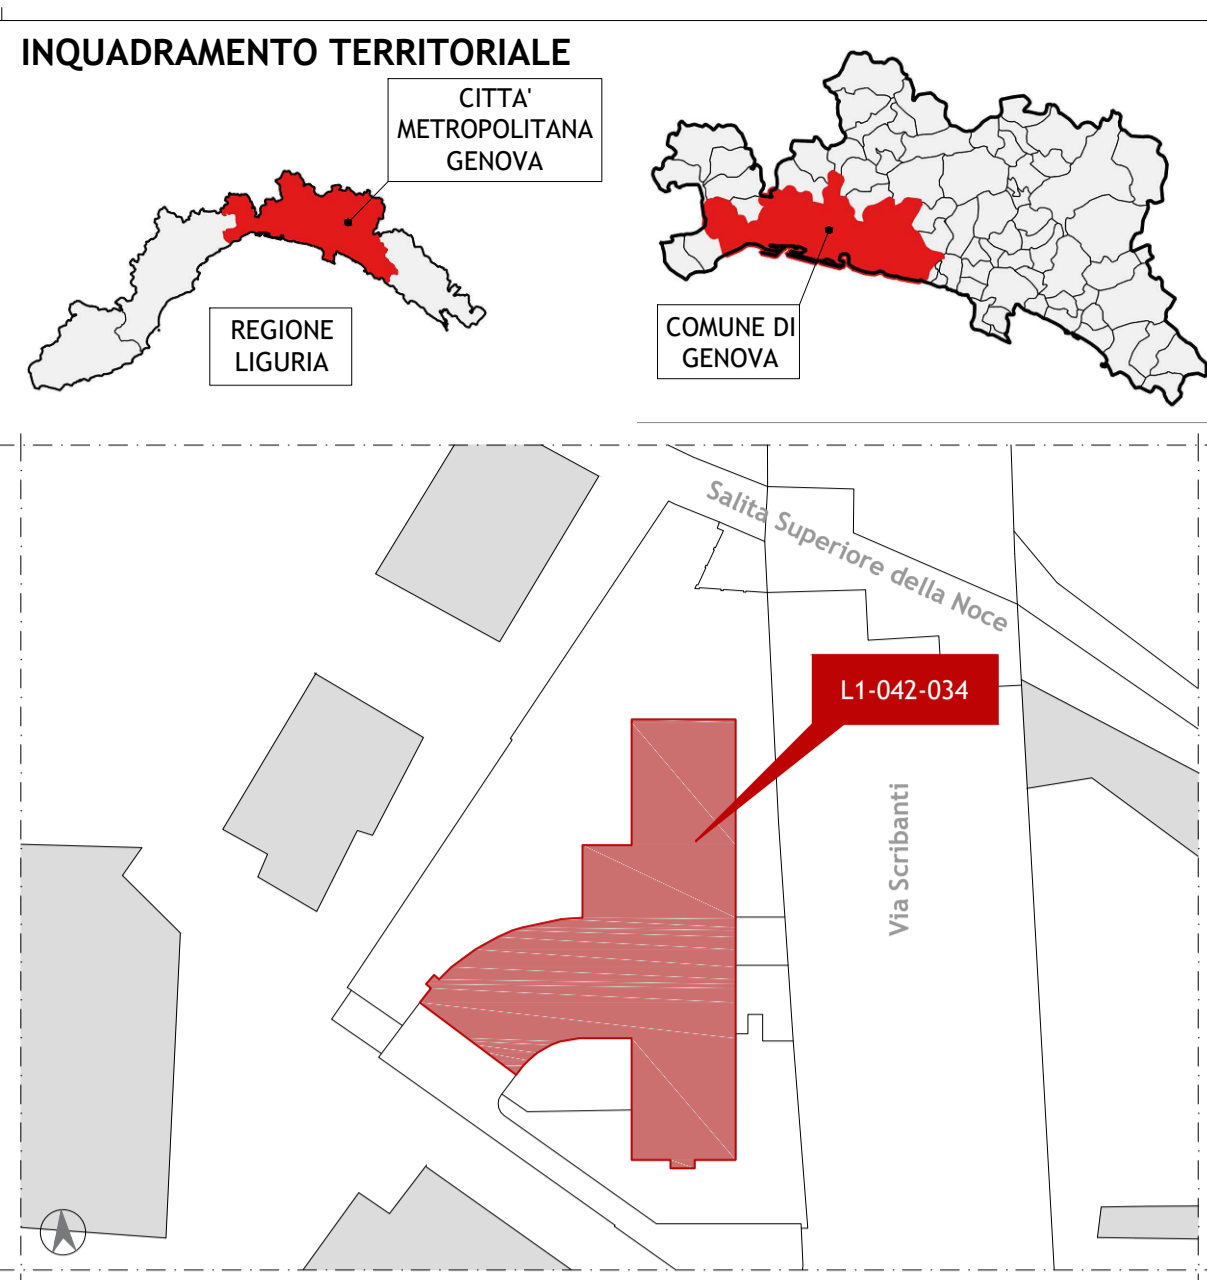 INQUADRAMENTO TERRITORIALE
CITTA'
METROPOLITANA
GENOVA
REGIONE
LIGURIA
COMUNE DI
GENOVA
Salita Superiore della Noce
L1-042-034
Via Scribanti